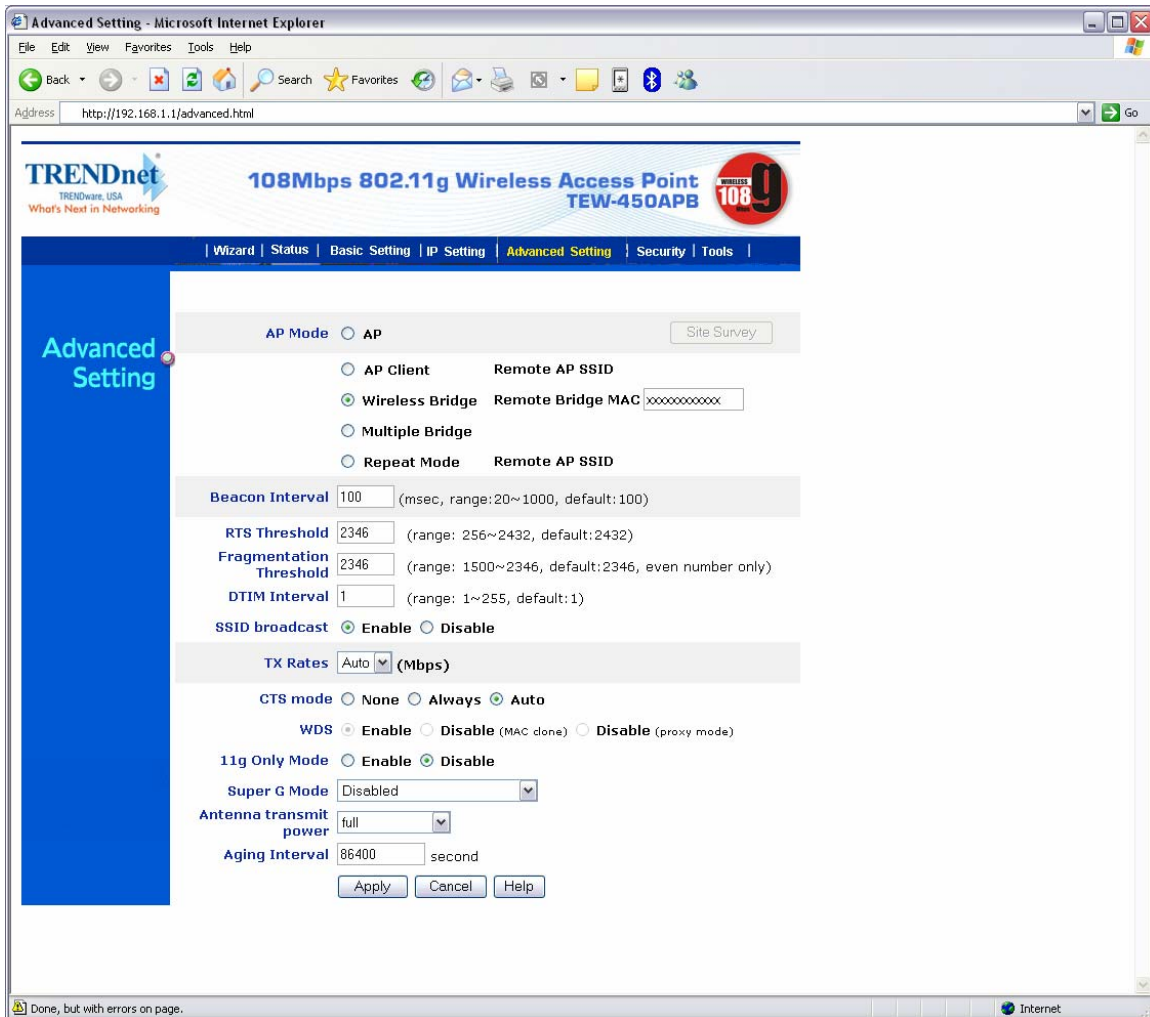 Advanced Setting - Microsoft Internet Explorer
File Edit View Favorites Tools Help
Back Search Favorites
Address http://192.168.1.1/advanced.html Go
TRENDnet
TRENDware, USA
What's Next in Networking
108Mbps 802.11g Wireless Access Point
TEW-450APB
WIRELESS
108
g
Mbps
| Wizard | Status | Basic Setting | IP Setting | Advanced Setting | Security | Tools |
Advanced
Setting
AP Mode AP Site Survey
AP Client Remote AP SSID
Wireless Bridge Remote Bridge MAC xxxxxxxxxxxx
Multiple Bridge
Repeat Mode Remote AP SSID
Beacon Interval 100 (msec, range:20~1000, default:100)
RTS Threshold 2346 (range: 256~2432, default:2432)
Fragmentation
Threshold 2346 (range: 1500~2346, default:2346, even number only)
DTIM Interval 1 (range: 1~255, default:1)
SSID broadcast Enable Disable
TX Rates Auto (Mbps)
CTS mode None Always Auto
WDS Enable Disable (MAC clone) Disable (proxy mode)
11g Only Mode Enable Disable
Super G Mode Disabled
Antenna transmit
power full
Aging Interval 86400 second
Apply Cancel Help
Done, but with errors on page. Internet